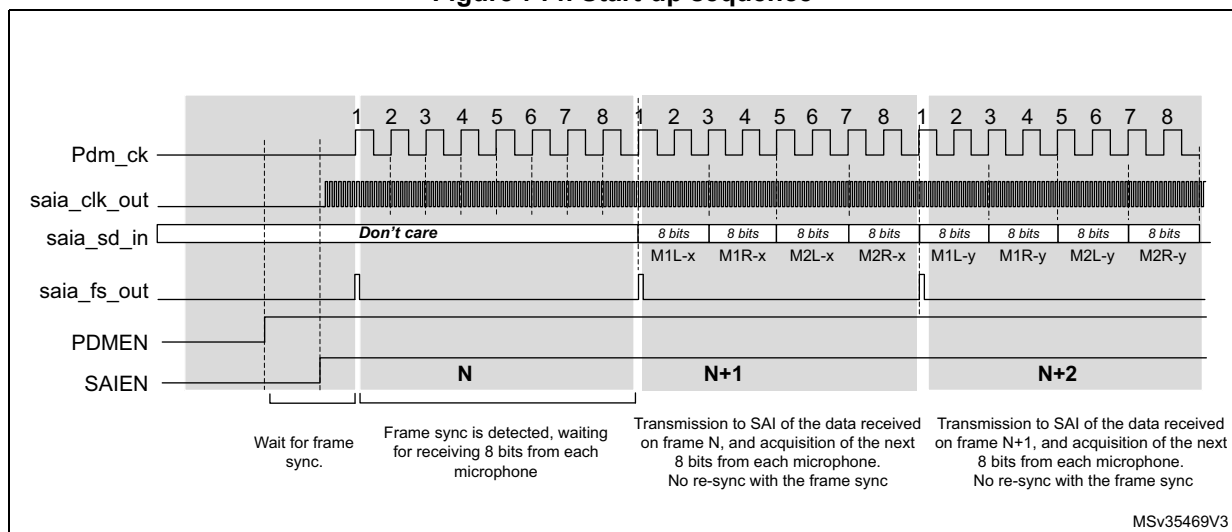 1 2 3 4 5 6 7 8 1 2 3 4 5 6 7 8 1 2 3 4 5 6 7 8
Pdm_ck
saia_clk_out
saia_sd_in
Don't care
8 bits 8 bits 8 bits 8 bits 8 bits 8 bits 8 bits 8 bits
M1L-x M1R-x M2L-x M2R-x M1L-y M1R-y M2L-y M2R-y
saia_fs_out
PDMEN
SAIEN
N N+1 N+2
Wait for frame
sync.
Frame sync is detected, waiting
for receiving 8 bits from each
microphone
Transmission to SAI of the data received
on frame N, and acquisition of the next
8 bits from each microphone.
No re-sync with the frame sync
Transmission to SAI of the data received
on frame N+1, and acquisition of the next
8 bits from each microphone.
No re-sync with the frame sync
MSv35469V3